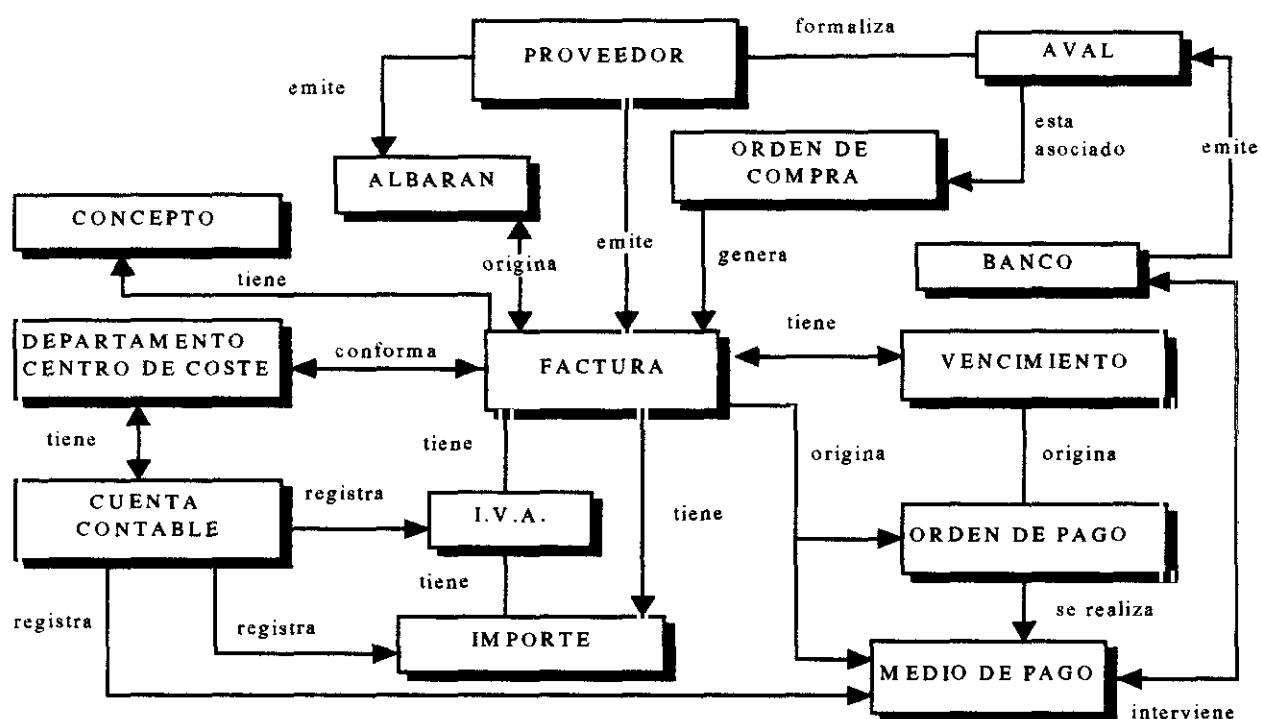 formaliza
PROVEEDOR
AVAL
emite
esta
asociado
ORDEN DE
COMPRA
emite
ALBARAN
CONCEPTO
emite
origina
genera
BANCO
tiene
tiene
DEPARTAMENTO
CENTRO DE COSTE
conforma
FACTURA
VENCIMIENTO
tiene
tiene
origina
origina
CUENTA
CONTABLE
registra
I.V.A.
tiene
ORDEN DE PAGO
tiene
se realiza
registra
registra
IMPORTE
MEDIO DE PAGO
interviene